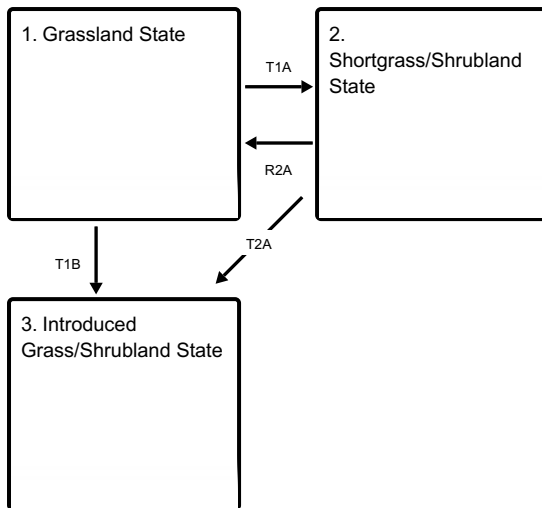 1. Grassland State
2.
Shortgrass/Shrubland
State
T1A
R2A
T2A
T1B
3. Introduced
Grass/Shrubland State